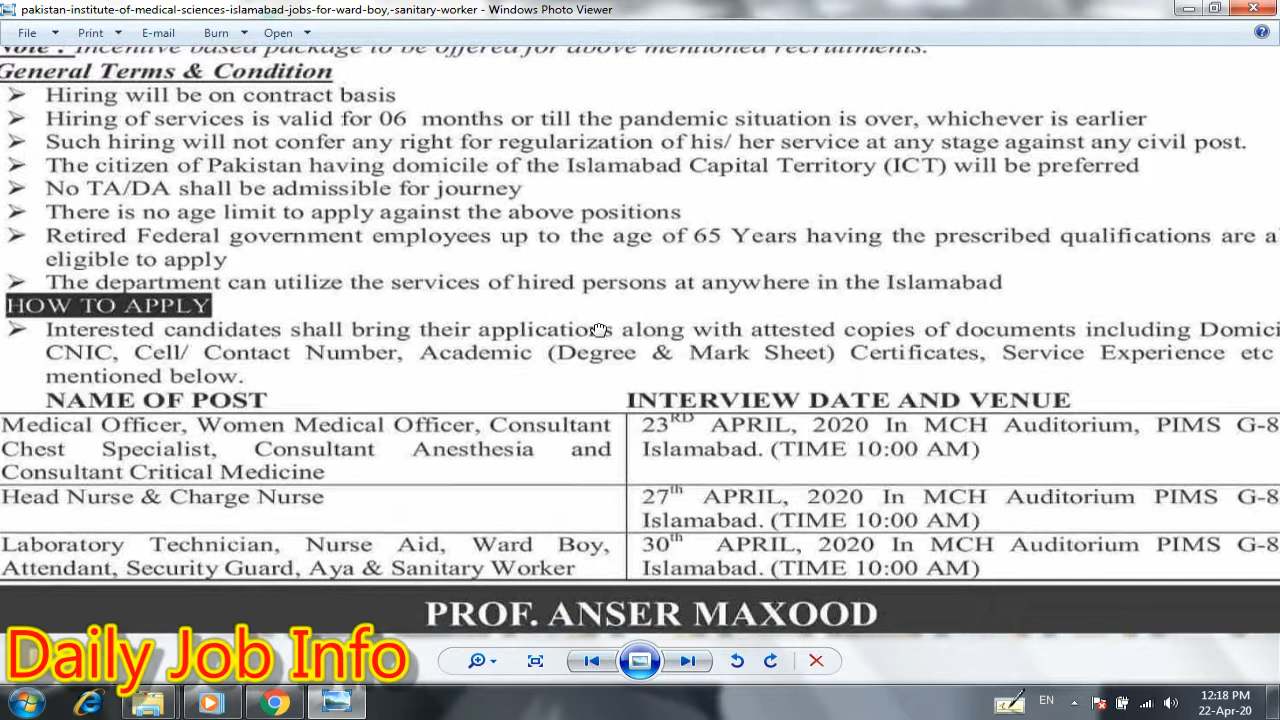 pakistan-institute-of-medical-sciences-islamabad-jobs-for-ward-boy,-sanitary-worker - Windows Photo Viewer
File Print E-mail Burn Open
Note : Incentive based package to be offered for above mentioned recruitments.
General Terms & Condition
➤ Hiring will be on contract basis
➤ Hiring of services is valid for 06 months or till the pandemic situation is over, whichever is earlier
➤ Such hiring will not confer any right for regularization of his/ her service at any stage against any civil post.
➤ The citizen of Pakistan having domicile of the Islamabad Capital Territory (ICT) will be preferred
➤ No TA/DA shall be admissible for journey
➤ There is no age limit to apply against the above positions
➤ Retired Federal government employees up to the age of 65 Years having the prescribed qualifications are
eligible to apply
➤ The department can utilize the services of hired persons at anywhere in the Islamabad
HOW TO APPLY
➤ Interested candidates shall bring their applications along with attested copies of documents including Domici
CNIC, Cell/ Contact Number, Academic (Degree & Mark Sheet) Certificates, Service Experience etc
mentioned below.
NAME OF POST INTERVIEW DATE AND VENUE
Medical Officer, Women Medical Officer, Consultant
Chest Specialist, Consultant Anesthesia and
Consultant Critical Medicine
23RD APRIL, 2020 In MCH Auditorium, PIMS G-8
Islamabad. (TIME 10:00 AM)
Head Nurse & Charge Nurse
27th APRIL, 2020 In MCH Auditorium PIMS G-8
Islamabad. (TIME 10:00 AM)
Laboratory Technician, Nurse Aid, Ward Boy,
Attendant, Security Guard, Aya & Sanitary Worker
30th APRIL, 2020 In MCH Auditorium PIMS G-8
Islamabad. (TIME 10:00 AM)
PROF. ANSER MAXOOD
Daily Job Info
EN
12:18 PM
22-Apr-20